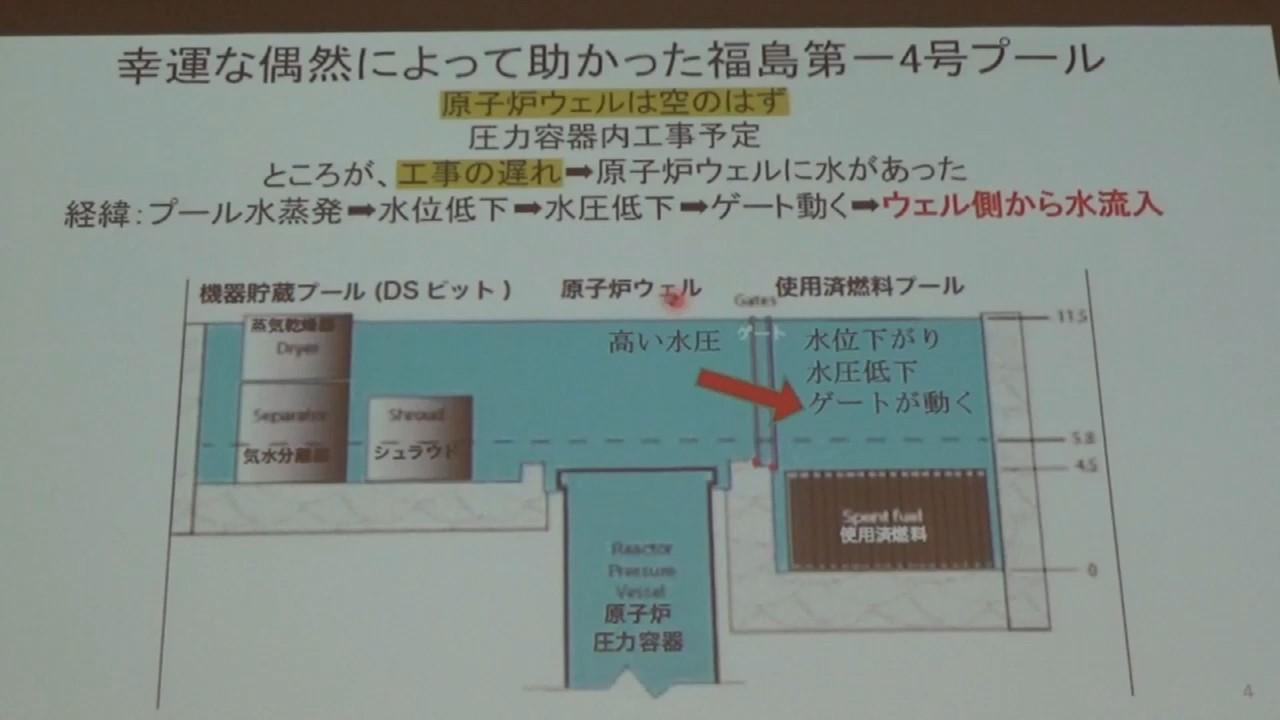 幸運な偶然によって助かった福島第一4号プール
原子炉ウェルは空のはず
圧力容器内工事予定
ところが、工事の遅れ➡原子炉ウェルに水があった
経緯：プール水蒸発➡水位低下➡水圧低下➡ゲート動く➡ウェル側から水流入
機器貯蔵プール (DS ピット)
原子炉ウェル
Gates
使用済燃料プール
11.5
蒸気乾燥器
Dryer
高い水圧
ゲート
水位下がり
水圧低下
ゲートが動く
Separator
気水分離器
Shroud
シュラウド
5.8
4.5
Spent fuel
使用済燃料
0
Reactor
Pressure
Vessel
原子炉
圧力容器
4